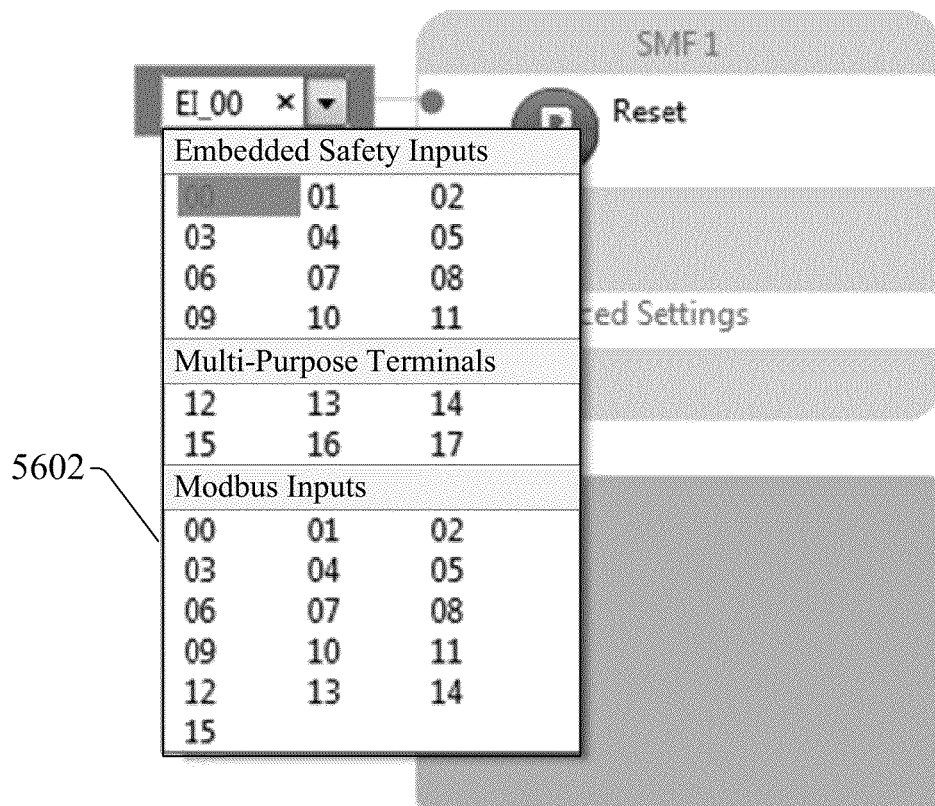 SMF 1
EI_00 × Reset
Embedded Safety Inputs
00 01 02
03 04 05
06 07 08
09 10 11
ced Settings
Multi-Purpose Terminals
12 13 14
15 16 17
5602
Modbus Inputs
00 01 02
03 04 05
06 07 08
09 10 11
12 13 14
15